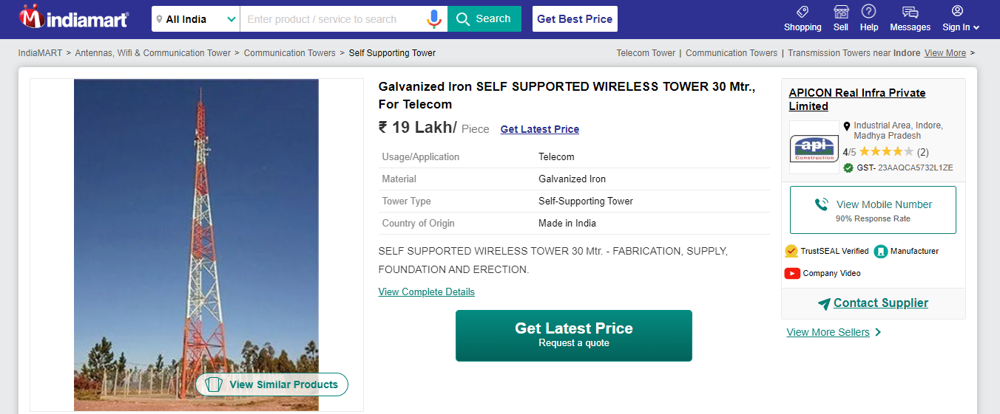 indiamart
All India
Enter product / service to search
Search
Get Best Price
Shopping
Sell
Help
Messages
Sign In
IndiaMART > Antennas, Wifi & Communication Tower > Communication Towers > Self Supporting Tower
Telecom Tower | Communication Towers | Transmission Towers near Indore View More >
View Similar Products
Galvanized Iron SELF SUPPORTED WIRELESS TOWER 30 Mtr.,
For Telecom
₹ 19 Lakh/ Piece Get Latest Price
Usage/Application Telecom
Material Galvanized Iron
Tower Type Self-Supporting Tower
Country of Origin Made in India
SELF SUPPORTED WIRELESS TOWER 30 Mtr. - FABRICATION, SUPPLY,
FOUNDATION AND ERECTION.
View Complete Details
Get Latest Price
Request a quote
APICON Real Infra Private
Limited
api
Construction
Industrial Area, Indore,
Madhya Pradesh
4/5 (2)
GST- 23AAQCA5732L1ZE
View Mobile Number
90% Response Rate
TrustSEAL Verified
Manufacturer
Company Video
Contact Supplier
View More Sellers